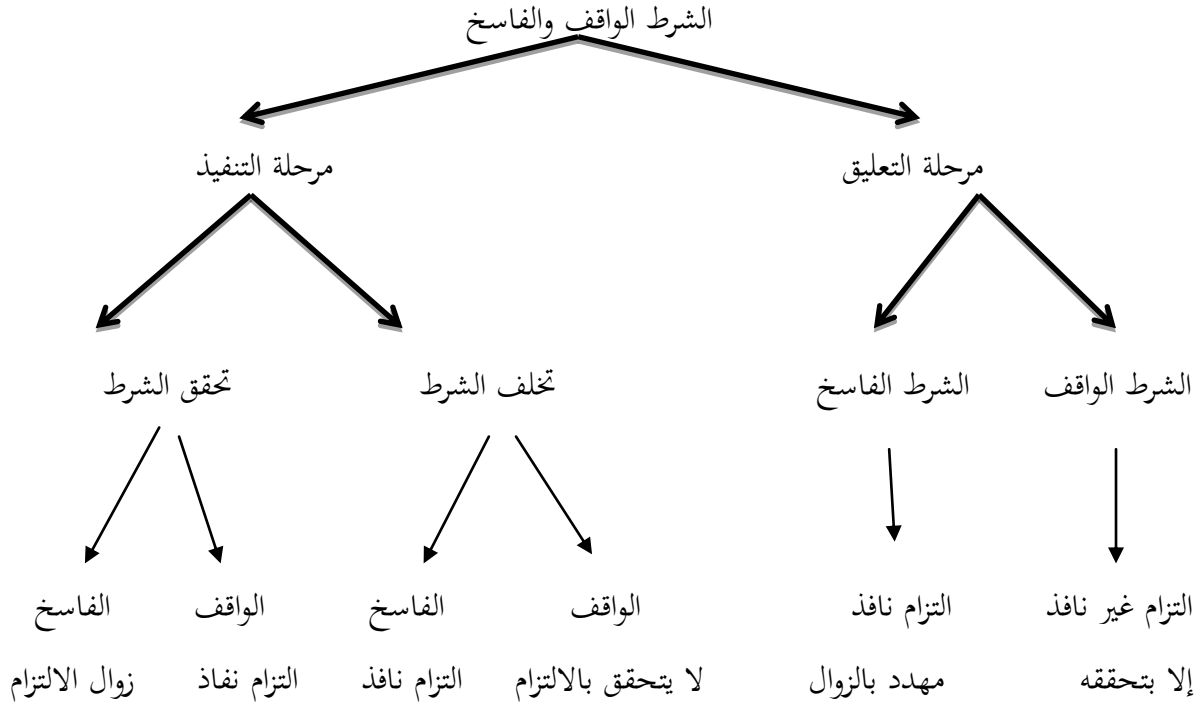 الشرط الواقف والفاسخ
مرحلة التعليق
مرحلة التنفيذ
الشرط الواقف
الشرط الفاسخ
تخلف الشرط
تحقق الشرط
التزام غير نافذ
إلا بتحققه
التزام نافذ
مهدد بالزوال
الواقف
لا يتحقق بالالتزام
الفاسخ
التزام نافذ
الواقف
التزام نفاذ
الفاسخ
زوال الالتزام